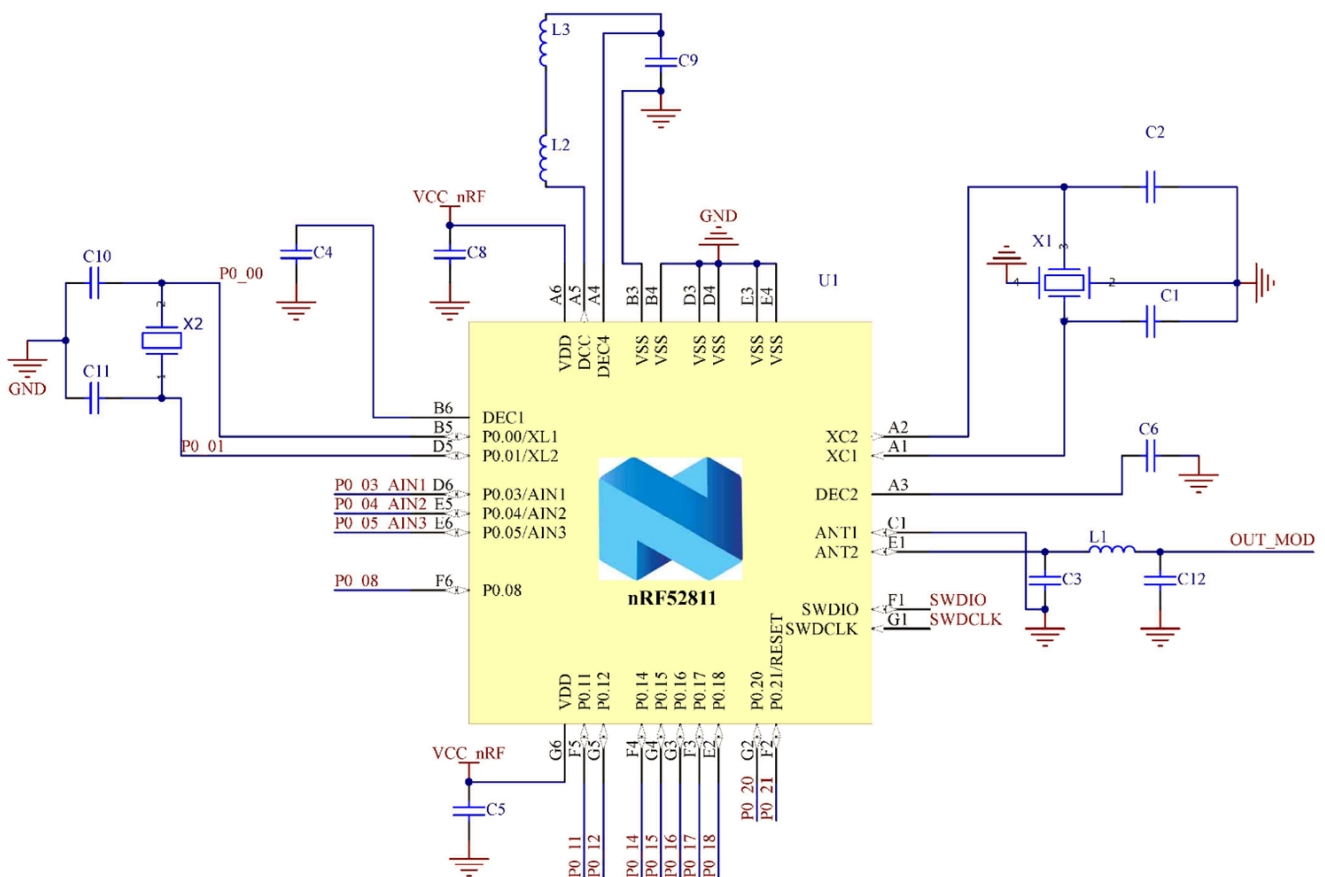 L3
C9
C2
L2
VCC_nRF
GND
C4
C8
X1
3
4
2
C10
P0_00
U1
C1
2
X2
1
A6
A5
A4
B3
B4
D3
D4
E3
E4
VDD
DCC
DEC4
VSS
VSS
VSS
VSS
VSS
VSS
GND
C11
P0_01
B6
DEC1
B5
P0.00/XL1
D5
P0.01/XL2
P0_03_AIN1
D6
P0.03/AIN1
P0_04_AIN2
E5
P0.04/AIN2
P0_05_AIN3
E6
P0.05/AIN3
P0_08
F6
P0.08
XC2
A2
XC1
A1
C6
DEC2
A3
ANT1
C1
ANT2
E1
L1
OUT_MOD
C3
C12
nRF52811
SWDIO
F1
SWDIO
SWDCLK
G1
SWDCLK
VDD
P0.11
P0.12
P0.14
P0.15
P0.16
P0.17
P0.18
P0.20
P0.21/RESET
VCC_nRF
G6
F5
G5
F4
G4
G3
F3
E2
G2
F2
C5
P0_11
P0_12
P0_14
P0_15
P0_16
P0_17
P0_18
P0_20
P0_21